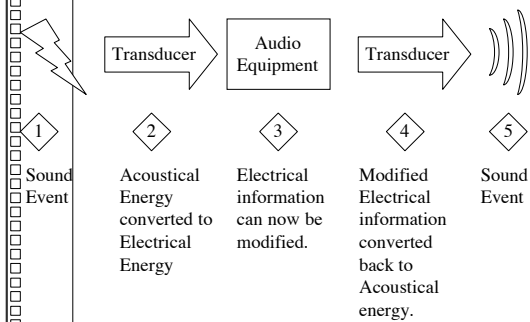 Transducer
Audio
Equipment
Transducer
1
2
3
4
5
Sound
Event
Acoustical
Energy
converted to
Electrical
Energy
Electrical
information
can now be
modified.
Modified
Electrical
information
converted
back to
Acoustical
energy.
Sound
Event